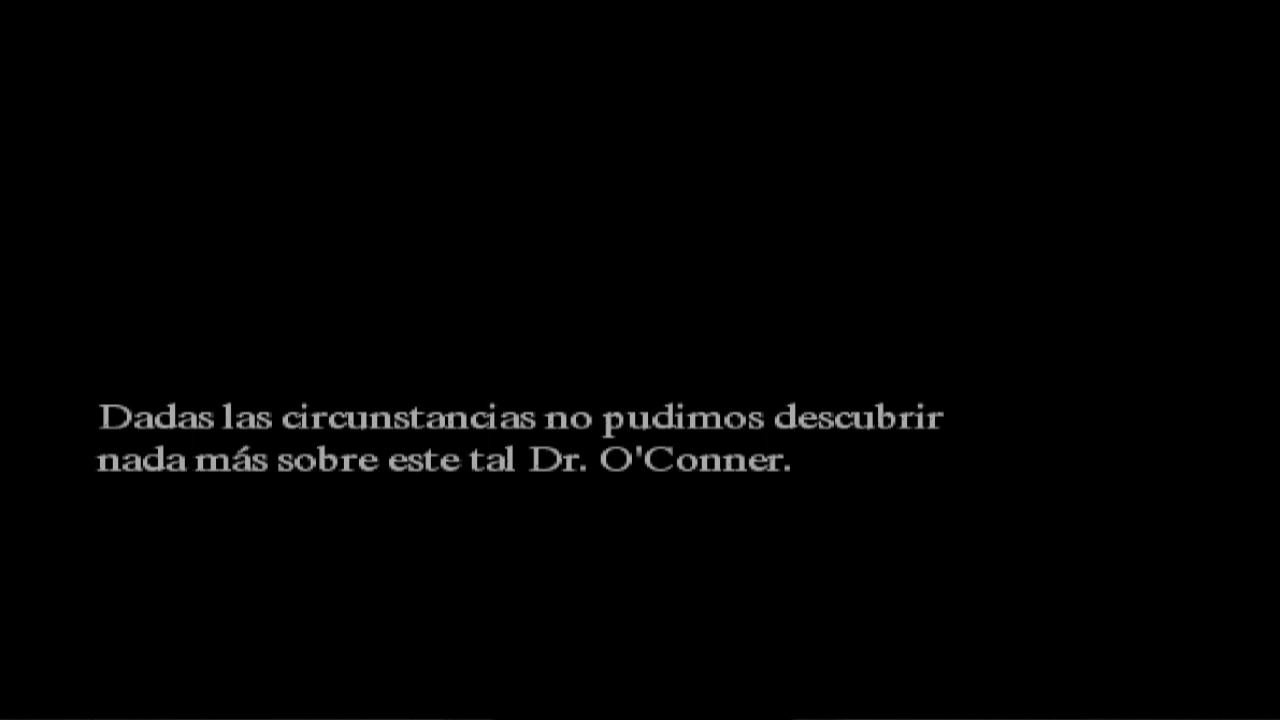 Dadas las circunstancias no pudimos descubrir
nada más sobre este tal Dr. O'Conner.